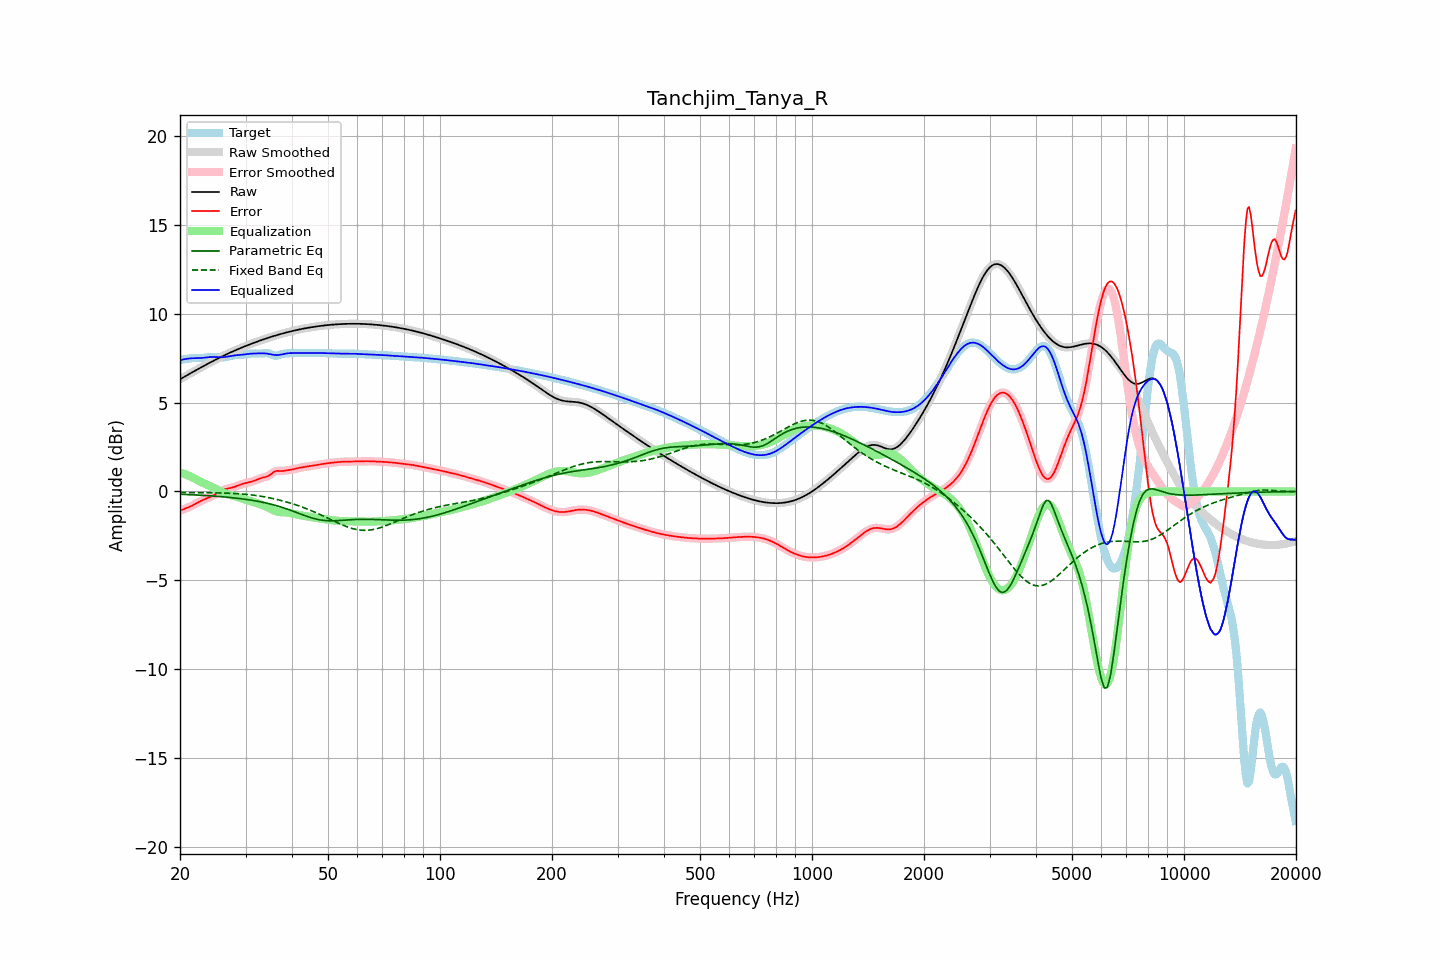 Tanchjim_Tanya_R
Target
Raw Smoothed
Error Smoothed
Raw
Error
Equalization
Parametric Eq
Fixed Band Eq
Equalized
Amplitude (dBr)
20
15
10
5
0
−5
−10
−15
−20
20 50 100 200 500 1000 2000 5000 10000 20000
Frequency (Hz)